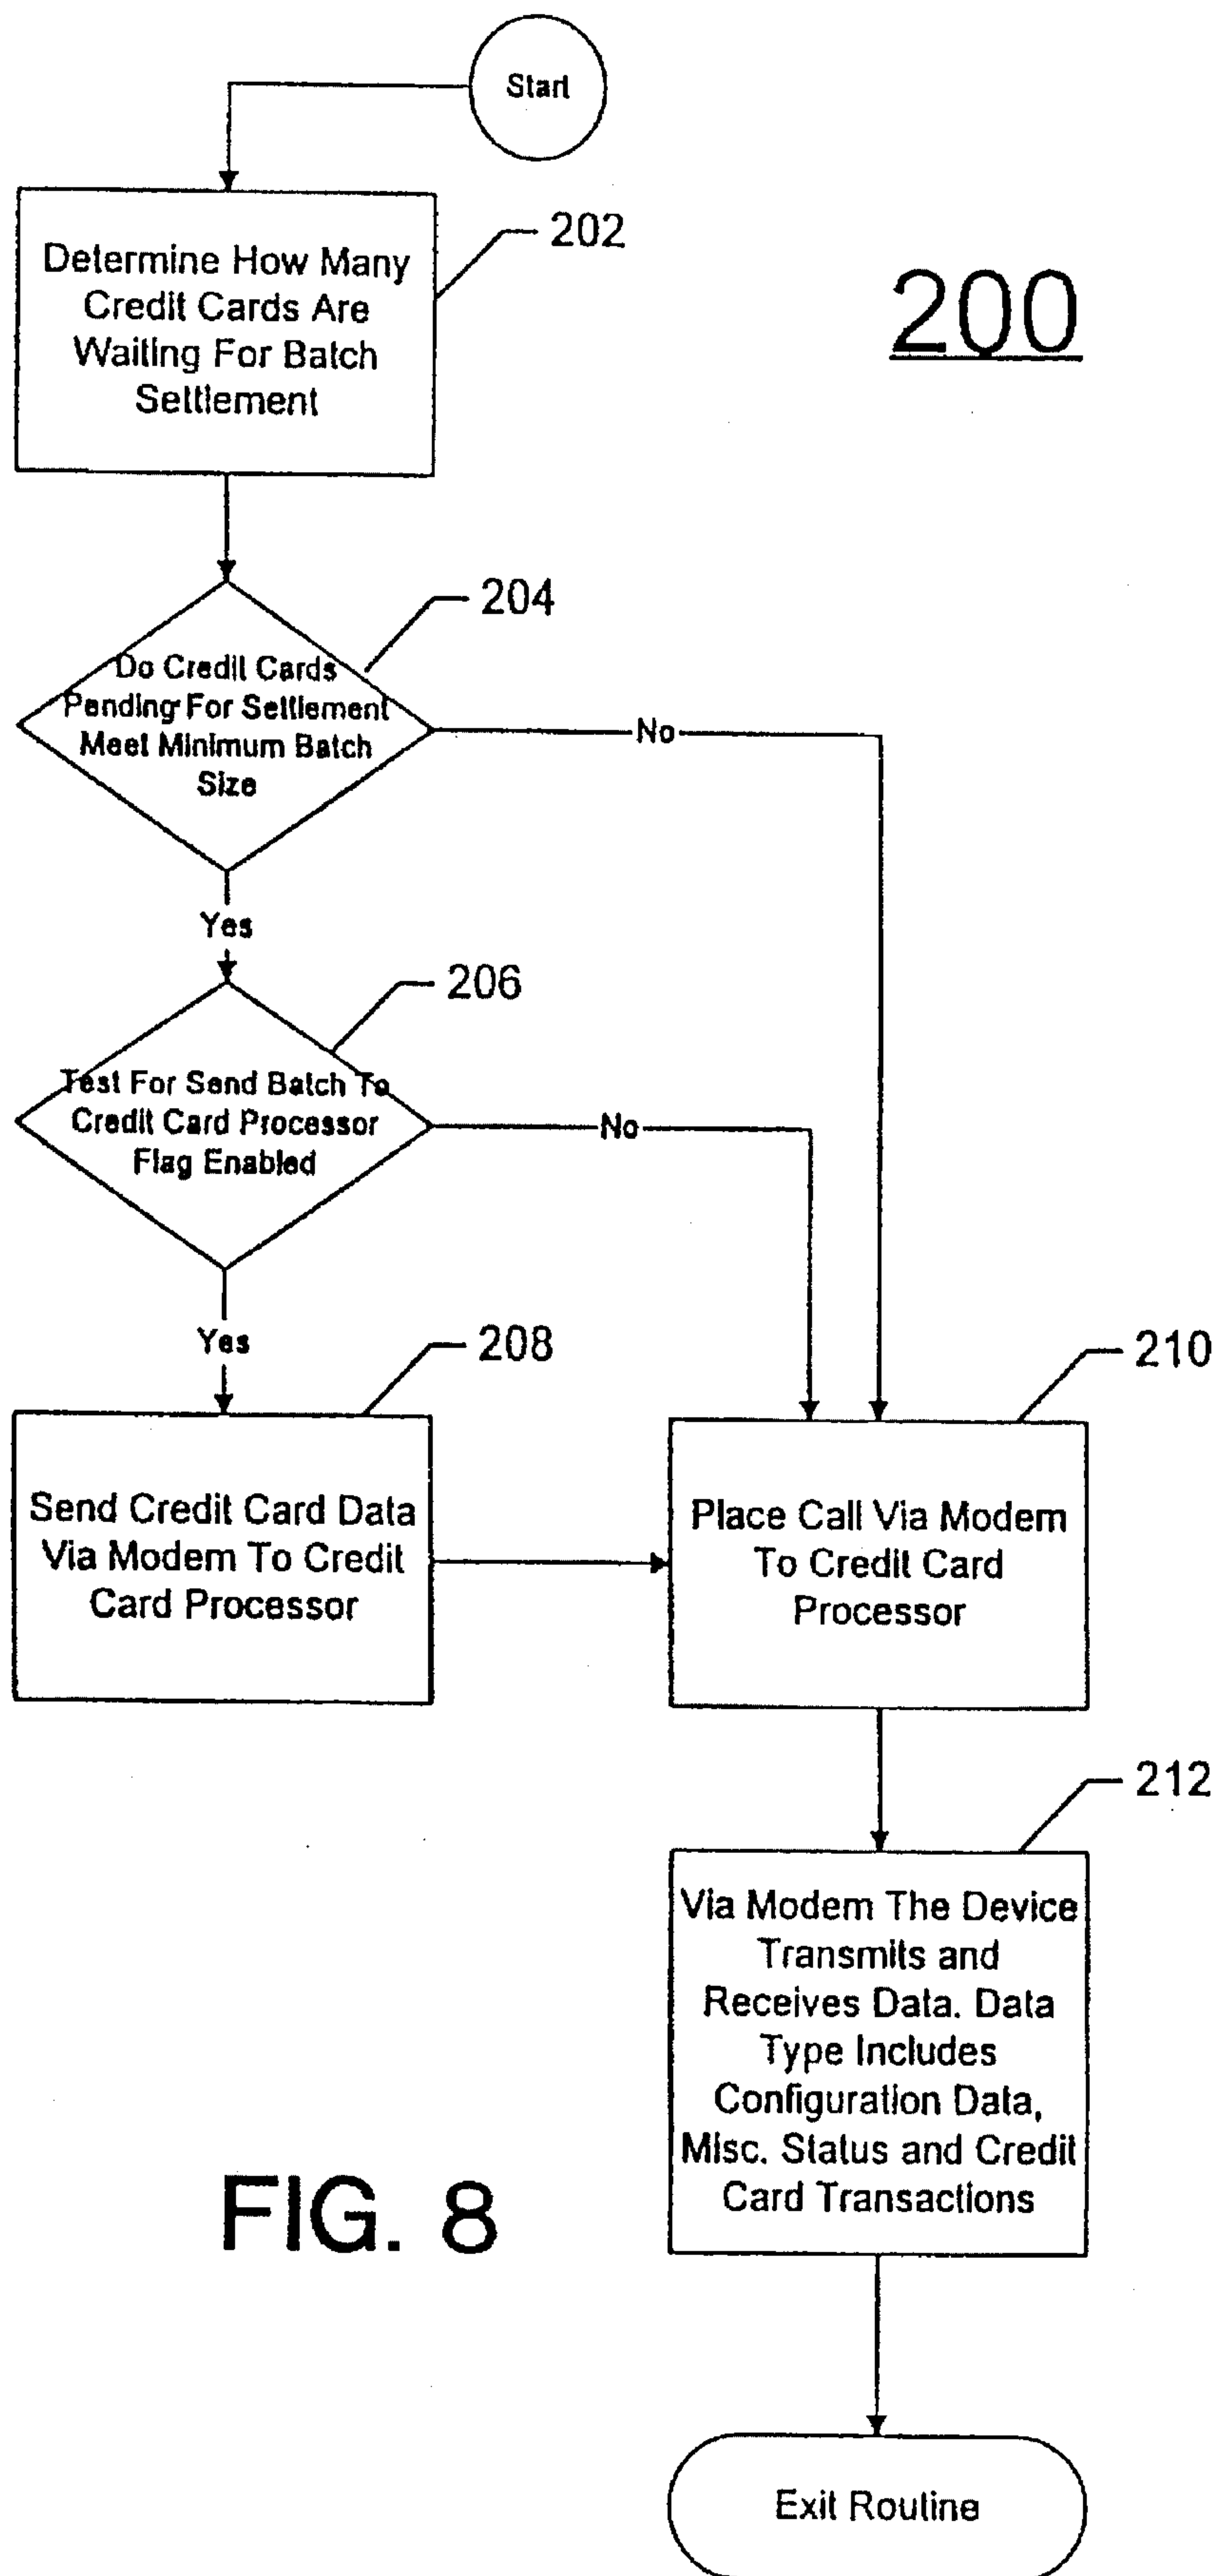 Start
202
Determine How Many
Credit Cards Are
Waiting For Batch
Settlement
200
204
Do Credit Cards
Pending For Settlement
Meet Minimum Batch
Size
No
Yes
206
Test For Send Batch To
Credit Card Processor
Flag Enabled
No
Yes
208
210
Send Credit Card Data
Via Modem To Credit
Card Processor
Place Call Via Modem
To Credit Card
Processor
212
Via Modem The Device
Transmits and
Receives Data. Data
Type Includes
Configuration Data,
Misc. Status and Credit
Card Transactions
FIG. 8
Exit Routine